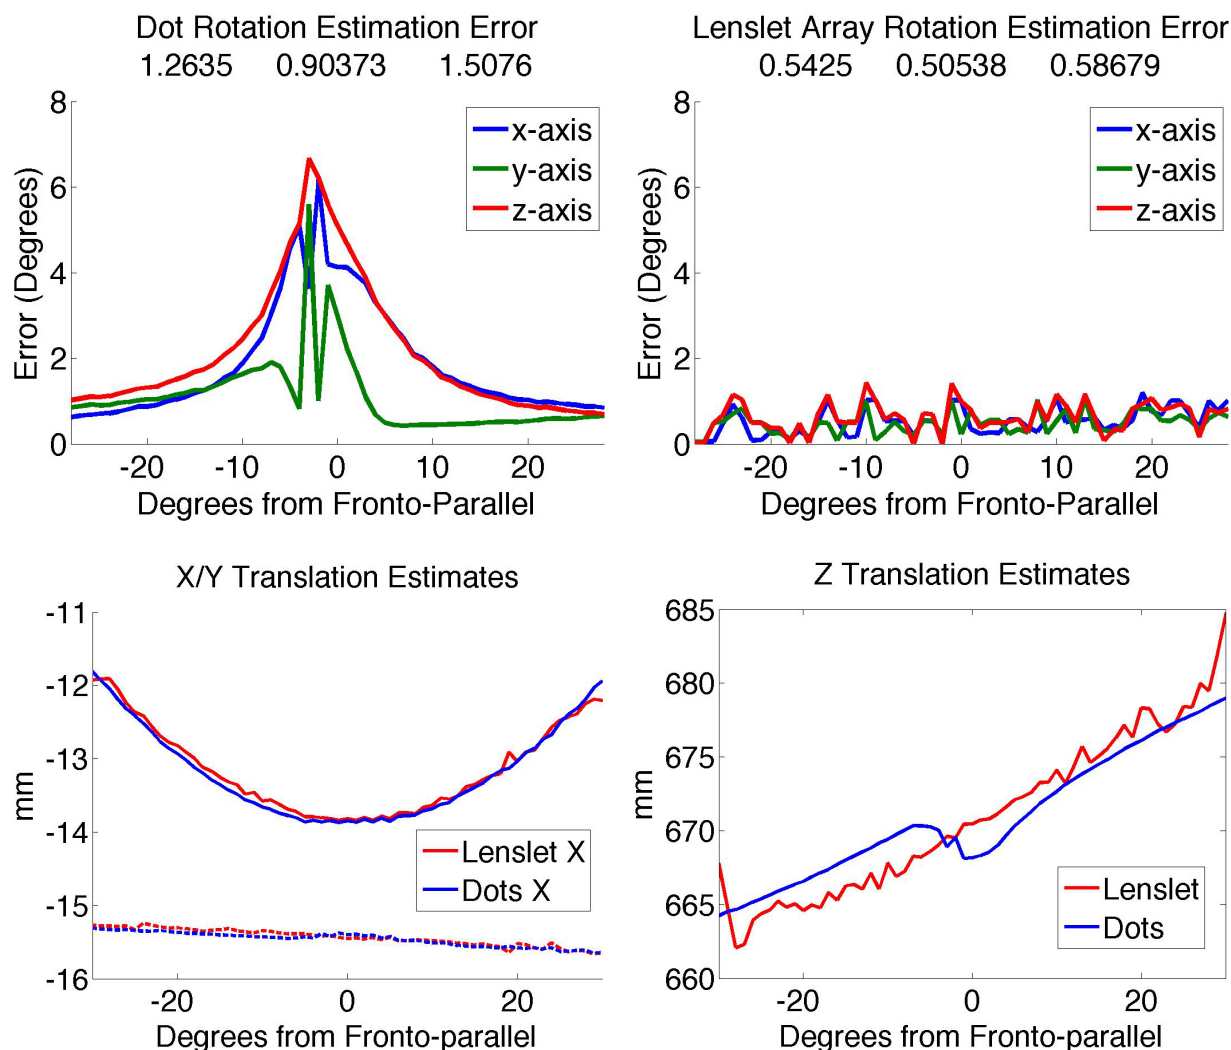 Dot Rotation Estimation Error
1.2635 0.90373 1.5076
8
6
4
2
0
Error (Degrees)
x-axis
y-axis
z-axis
-20 -10 0 10 20
Degrees from Fronto-Parallel
Lenslet Array Rotation Estimation Error
0.5425 0.50538 0.58679
8
6
4
2
0
Error (Degrees)
x-axis
y-axis
z-axis
-20 -10 0 10 20
Degrees from Fronto-Parallel
X/Y Translation Estimates
-11
-12
-13
-14
-15
-16
mm
Lenslet X
Dots X
-20 0 20
Degrees from Fronto-parallel
Z Translation Estimates
685
680
675
670
665
660
mm
Lenslet
Dots
-20 0 20
Degrees from Fronto-parallel